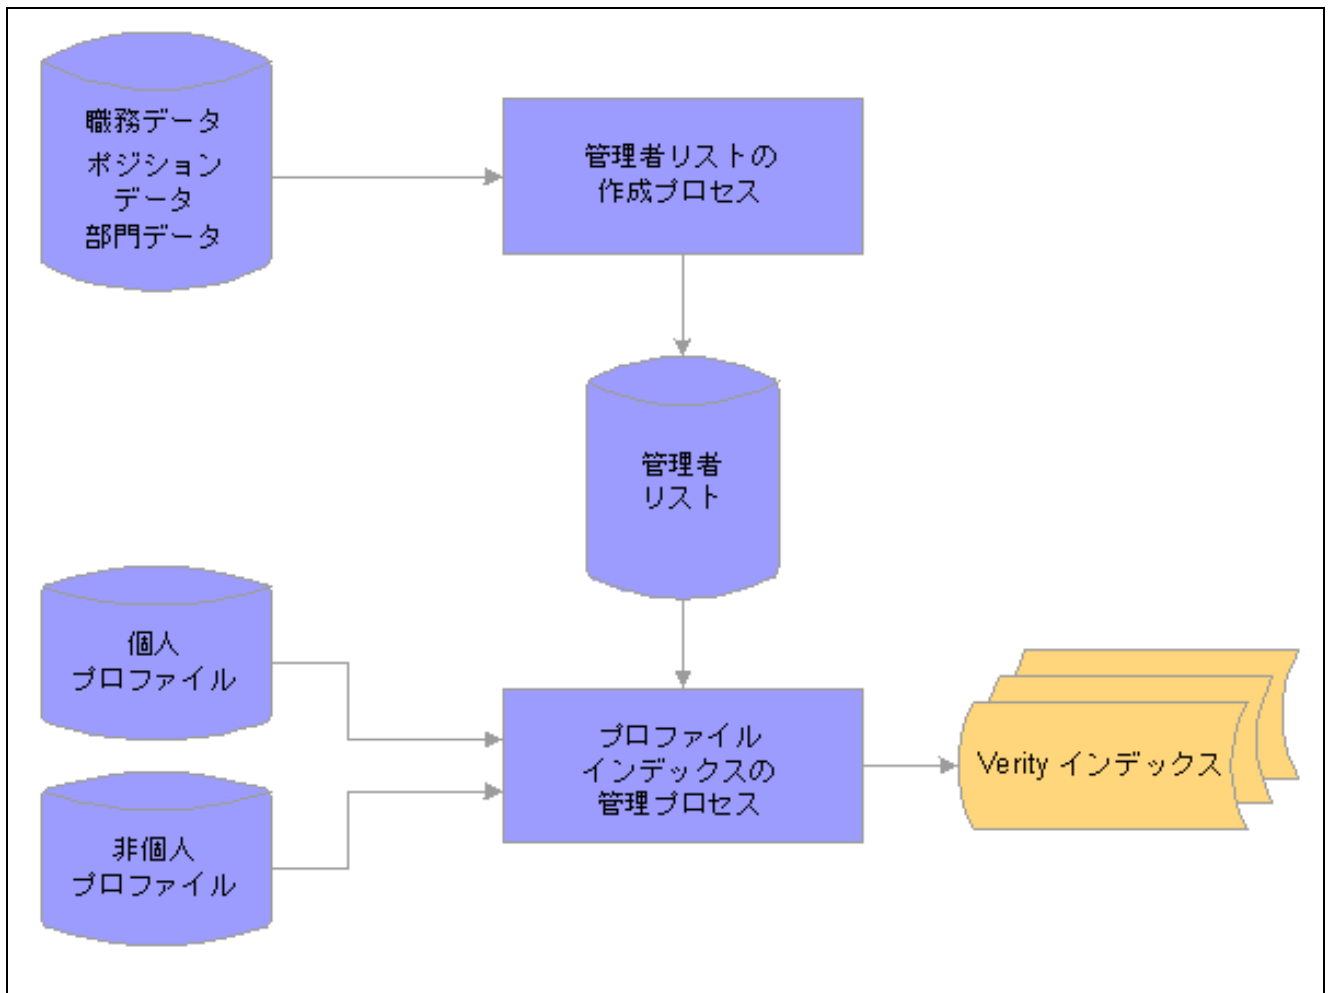 職務データ
ポジション
データ
部門データ
管理者リストの
作成プロセス
管理者
リスト
個人
プロファイル
非個人
プロファイル
プロファイル
インデックスの
管理プロセス
Verity インデックス